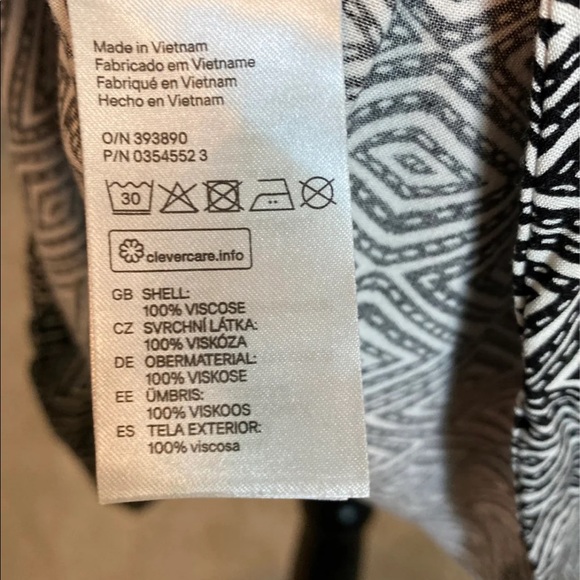 Made in Vietnam
Fabricado em Vietname
Fabriqué en Vietnam
Hecho en Vietnam
O/N 393890
P/N 0354552 3
30
clevercare.info
GB SHELL:
100% VISCOSE
CZ SVRCHNÍ LÁTKA:
100% VISKÓZA
DE OBERMATERIAL:
100% VISKOSE
EE ÜMBRIS:
100% VISKOOS
ES TELA EXTERIOR:
100% viscosa